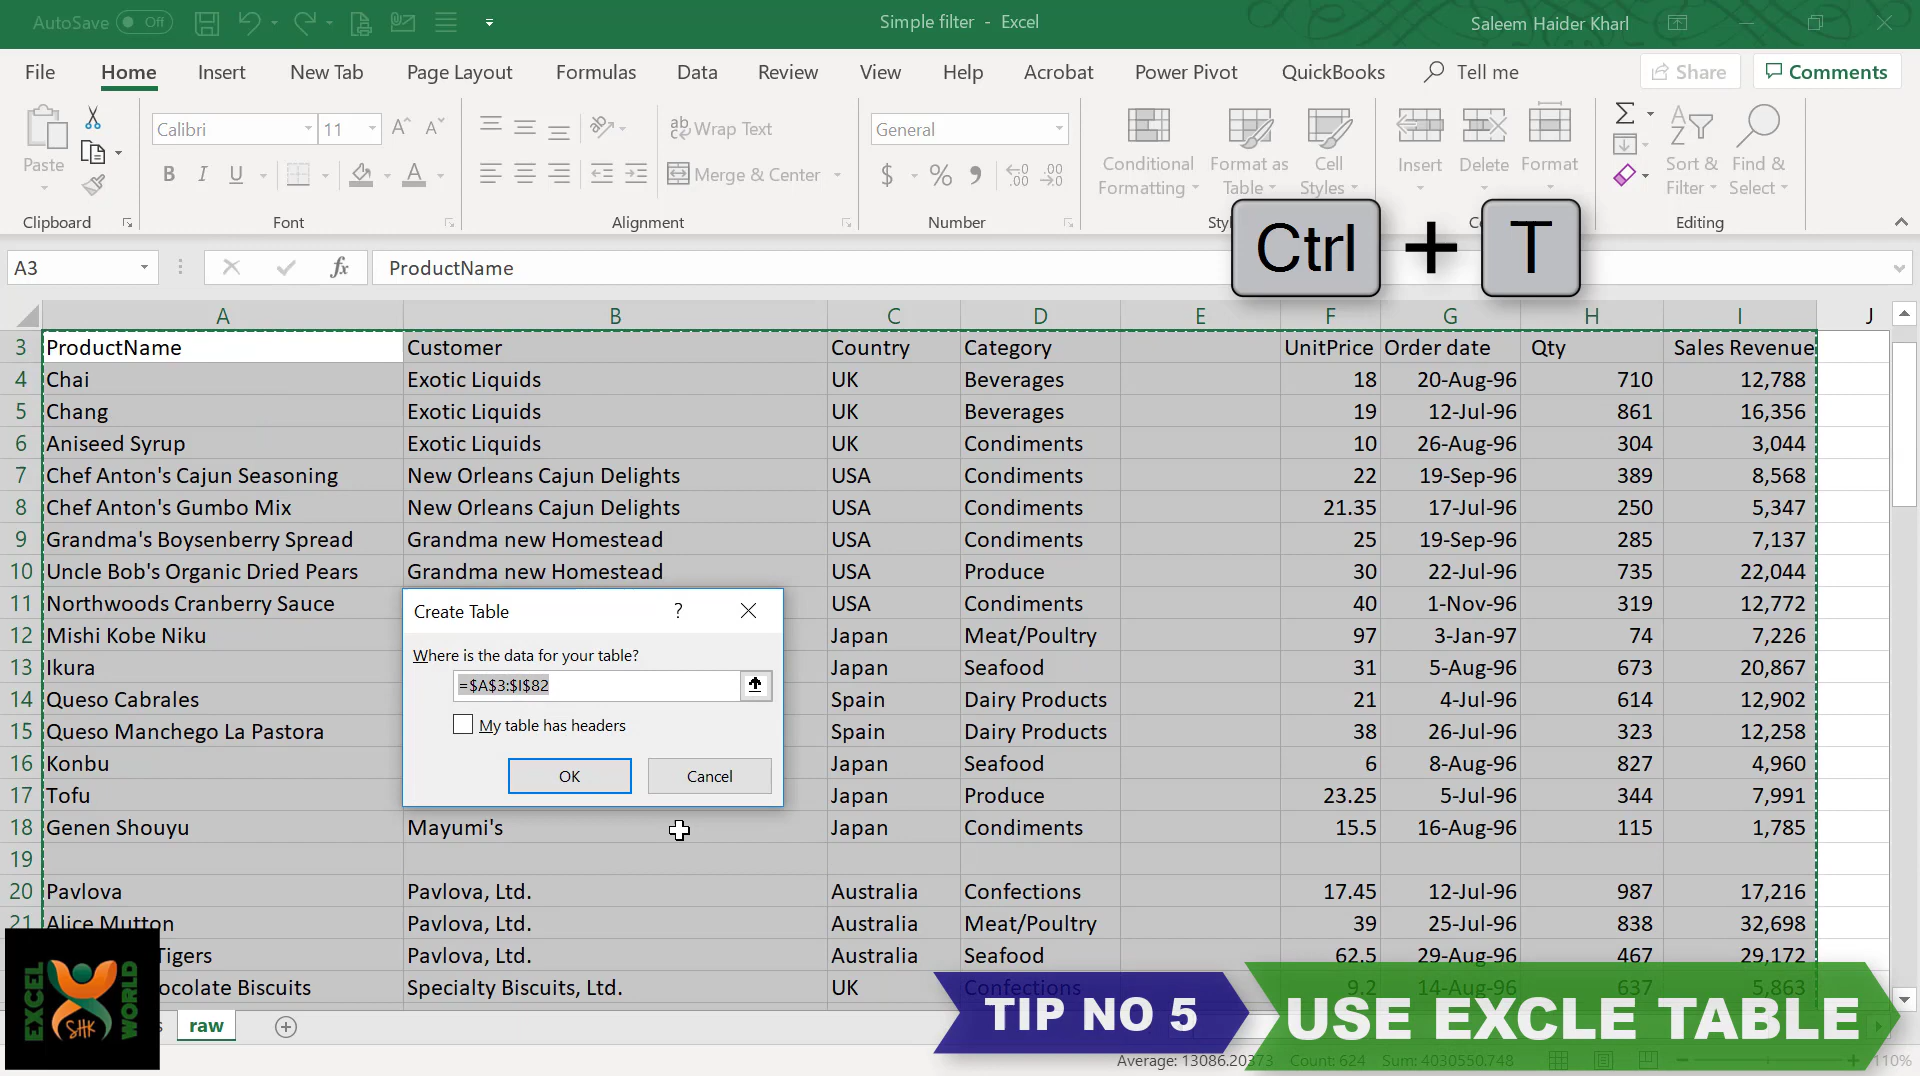 AutoSave Off Simple filter - Excel Saleem Haider Kharl
File Home Insert New Tab Page Layout Formulas Data Review View Help Acrobat Power Pivot QuickBooks Tell me Share Comments
Paste Calibri 11 A^ Aˇ ab Wrap Text General Conditional Formatting Format as Table Cell Styles Insert Delete Format Sort & Filter Find & Select
B I U A Merge & Center $ % , .00
Clipboard Font Alignment Number Editing
Ctrl + T
A3 fx ProductName
A B C D E F G H I J
3 ProductName Customer Country Category UnitPrice Order date Qty Sales Revenue
4 Chai Exotic Liquids UK Beverages 18 20-Aug-96 710 12,788
5 Chang Exotic Liquids UK Beverages 19 12-Jul-96 861 16,356
6 Aniseed Syrup Exotic Liquids UK Condiments 10 26-Aug-96 304 3,044
7 Chef Anton's Cajun Seasoning New Orleans Cajun Delights USA Condiments 22 19-Sep-96 389 8,568
8 Chef Anton's Gumbo Mix New Orleans Cajun Delights USA Condiments 21.35 17-Jul-96 250 5,347
9 Grandma's Boysenberry Spread Grandma new Homestead USA Condiments 25 19-Sep-96 285 7,137
10 Uncle Bob's Organic Dried Pears Grandma new Homestead USA Produce 30 22-Jul-96 735 22,044
11 Northwoods Cranberry Sauce USA Condiments 40 1-Nov-96 319 12,772
12 Mishi Kobe Niku Japan Meat/Poultry 97 3-Jan-97 74 7,226
13 Ikura Japan Seafood 31 5-Aug-96 673 20,867
14 Queso Cabrales Spain Dairy Products 21 4-Jul-96 614 12,902
15 Queso Manchego La Pastora Spain Dairy Products 38 26-Jul-96 323 12,258
16 Konbu Japan Seafood 6 8-Aug-96 827 4,960
17 Tofu Japan Produce 23.25 5-Jul-96 344 7,991
18 Genen Shouyu Mayumi's Japan Condiments 15.5 16-Aug-96 115 1,785
19
20 Pavlova Pavlova, Ltd. Australia Confections 17.45 12-Jul-96 987 17,216
21 Alice Mutton Pavlova, Ltd. Australia Meat/Poultry 39 25-Jul-96 838 32,698
Tigers Pavlova, Ltd. Australia Seafood 62.5 29-Aug-96 467 29,172
ocolate Biscuits Specialty Biscuits, Ltd. UK Confections 9.2 14-Aug-96 637 5,863
Create Table ?
Where is the data for your table?
=$A$3:$I$82
My table has headers
OK Cancel
EXCEL SHK WORLD
raw
TIP NO 5 USE EXCLE TABLE
Average: 13086.20373 Count: 624 Sum: 4030550.748 110%